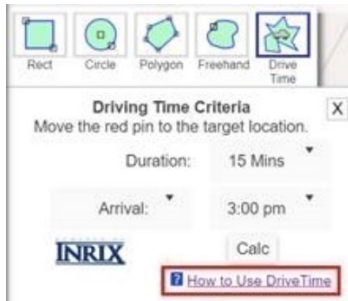 Rect Circle Polygon Freehand Drive Time
Driving Time Criteria X
Move the red pin to the target location.
Duration: 15 Mins
Arrival: 3:00 pm
INRIX Calc
? How to Use DriveTime